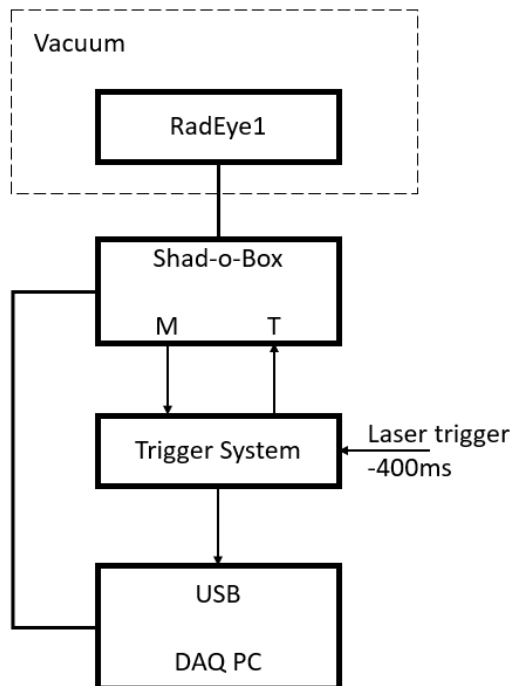 Vacuum
RadEye1
Shad-o-Box
M T
Trigger System
Laser trigger
-400ms
USB
DAQ PC